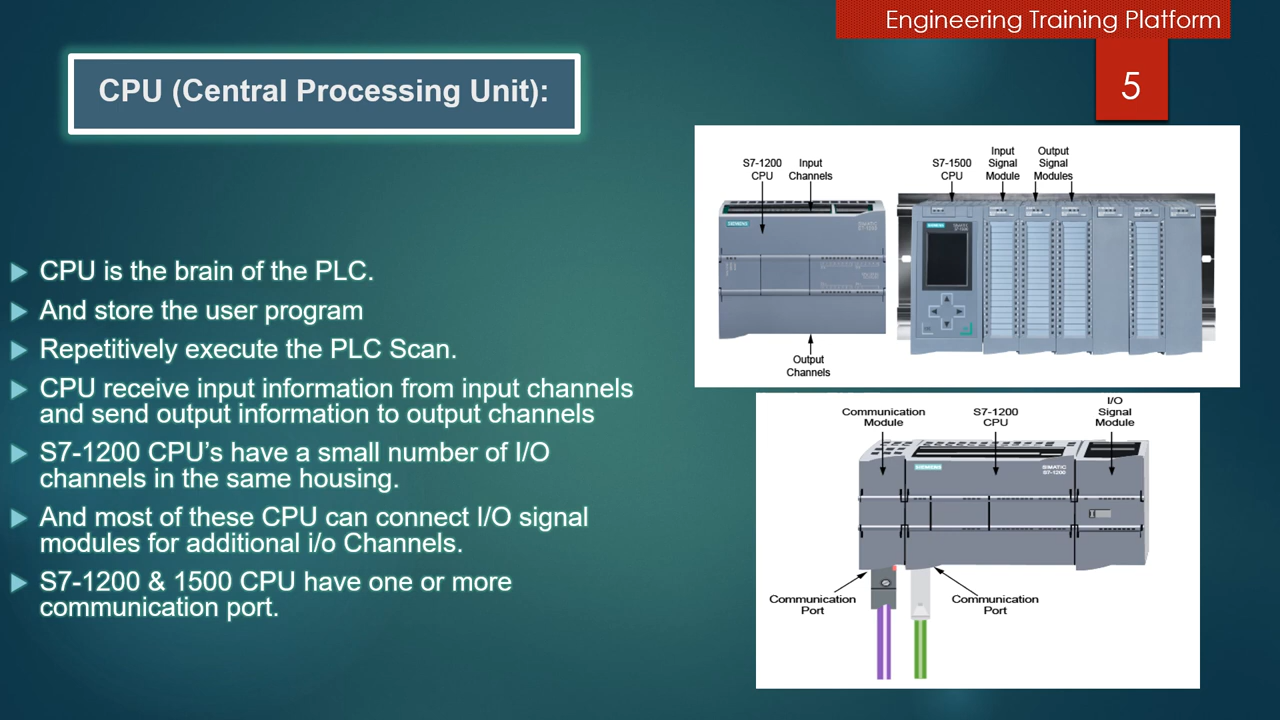 Engineering Training Platform
5
CPU (Central Processing Unit):
CPU is the brain of the PLC.
And store the user program
Repetitively execute the PLC Scan.
CPU receive input information from input channels
and send output information to output channels
S7-1200 CPU’s have a small number of I/O
channels in the same housing.
And most of these CPU can connect I/O signal
modules for additional i/o Channels.
S7-1200 & 1500 CPU have one or more
communication port.
S7-1200
CPU
Input
Channels
SIEMENS
Output
Channels
S7-1500
CPU
Input
Signal
Module
Output
Signal
Modules
Communication
Module
S7-1200
CPU
I/O
Signal
Module
SIEMENS
SIMATIC
S7-1200
Communication
Port
Communication
Port